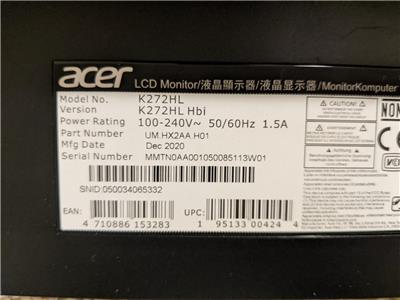 acer
LCD Monitor/液晶顯示器/液晶显示器/MonitorKomputer
Model No. K272HL
Version K272HL Hbi
Power Rating 100-240V~ 50/60Hz 1.5A
Part Number UM.HX2AA.H01
Mfg Date Dec 2020
Serial Number MMTN0AA001050085113W01
SNID:050034065332
EAN: 4 710886 153283
UPC: 1 95133 00424 4